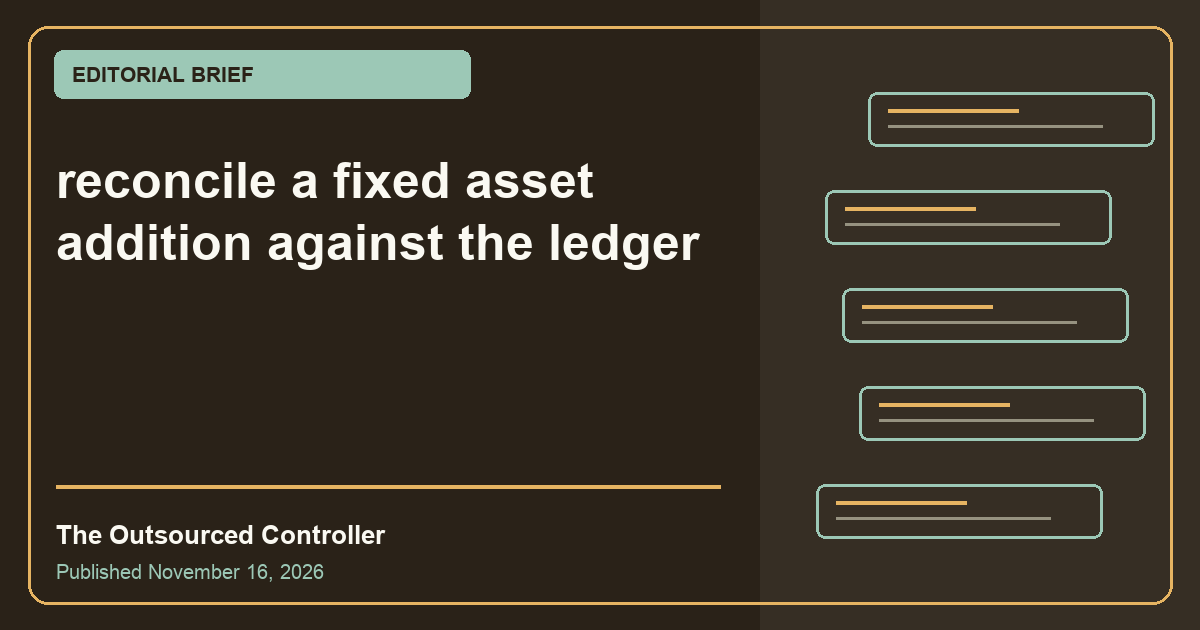 EDITORIAL BRIEF
reconcile a fixed asset
addition against the ledger
The Outsourced Controller
Published November 16, 2026